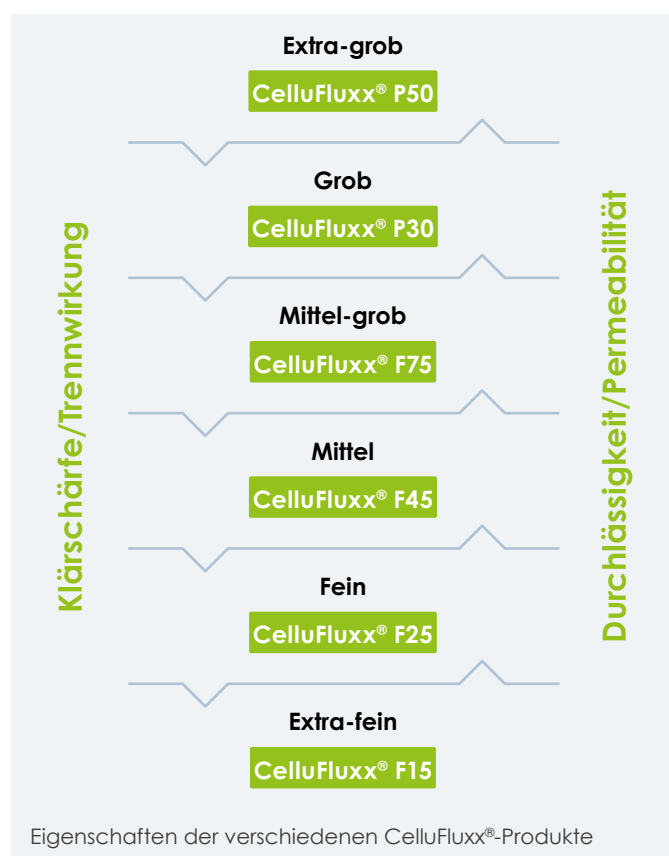 Extra-grob
CelluFluxx® P50
Grob
CelluFluxx® P30
Mittel-grob
CelluFluxx® F75
Mittel
CelluFluxx® F45
Fein
CelluFluxx® F25
Extra-fein
CelluFluxx® F15
Klärschärfe/Trennwirkung
Durchlässigkeit/Permeabilität
Eigenschaften der verschiedenen CelluFluxx®-Produkte